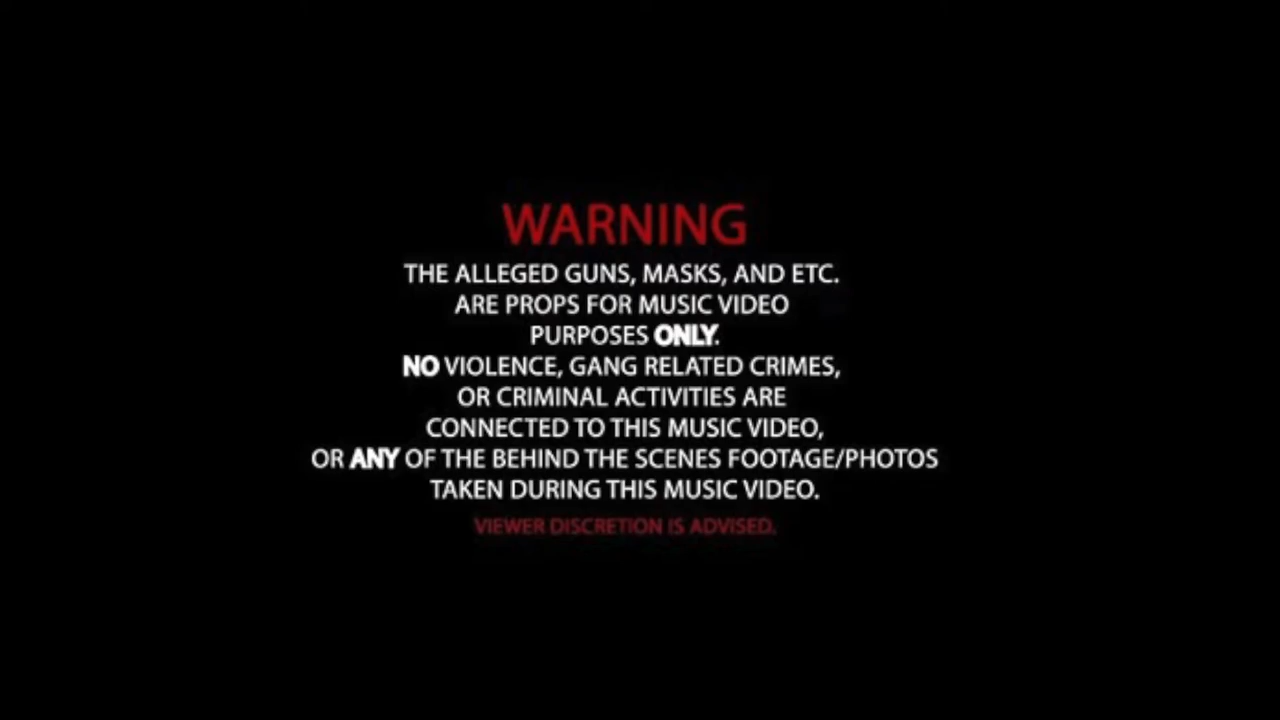 WARNING
THE ALLEGED GUNS, MASKS, AND ETC.
ARE PROPS FOR MUSIC VIDEO
PURPOSES ONLY.
NO VIOLENCE, GANG RELATED CRIMES,
OR CRIMINAL ACTIVITIES ARE
CONNECTED TO THIS MUSIC VIDEO,
OR ANY OF THE BEHIND THE SCENES FOOTAGE/PHOTOS
TAKEN DURING THIS MUSIC VIDEO.
VIEWER DISCRETION IS ADVISED.